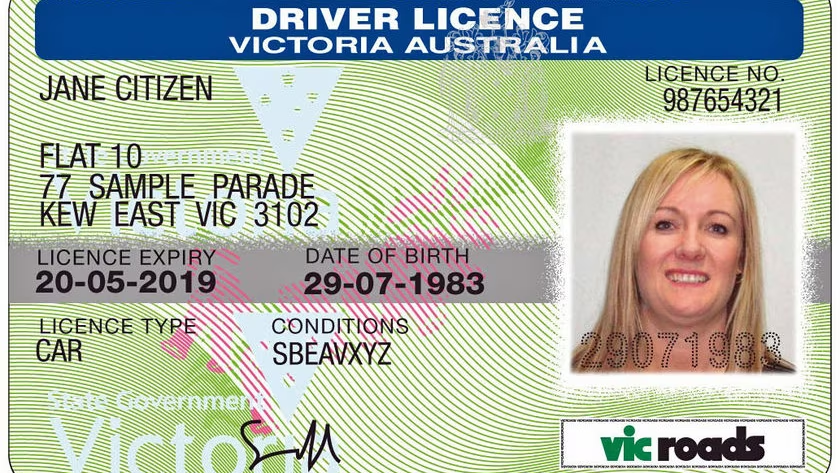 DRIVER LICENCE
VICTORIA AUSTRALIA
JANE CITIZEN
LICENCE NO.
987654321
FLAT 10
77 SAMPLE PARADE
KEW EAST VIC 3102
LICENCE EXPIRY
20-05-2019
DATE OF BIRTH
29-07-1983
LICENCE TYPE
CAR
CONDITIONS
SBEAVXYZ
29071983
State Government
Victoria
vicroads